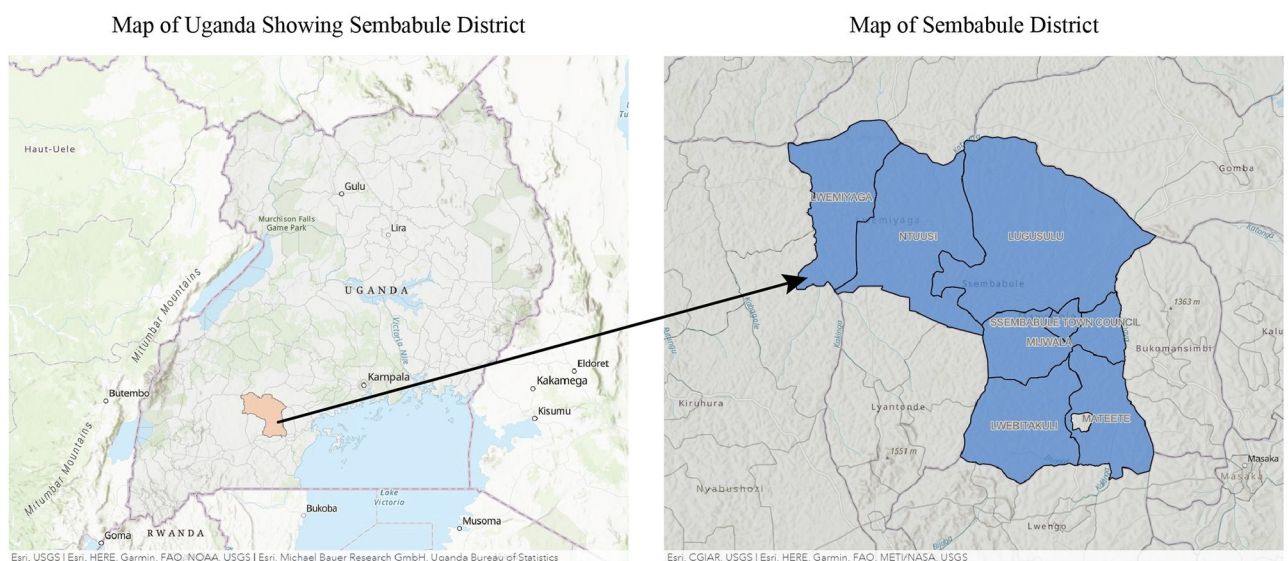 Map of Uganda Showing Sembabule District
Map of Sembabule District
Haut-Uele
Gulu
Murchison Falls
Game Park
Lira
UGANDA
Mitumbar Mountains
Victoria Nile
Kampala
Eldoret
Kakamega
Butembo
Kisumu
Mitumbar Mountains
Lake
Victoria
Bukoba
Musoma
Goma
RWANDA
Esri, USGS | Esri, HERE, Garmin, FAO, NOAA, USGS | Esri, Michael Bauer Research GmbH, Uganda Bureau of Statistics
Katonga
Gomba
LWEMIYAGA
NTUUSI
LUGUSULU
Katonga
Ssembabule
1363 m
SSEMBABULE TOWN COUNCIL
MIJWALA
Bukomansimbi
Kiruhura
Lyantonde
LWEBITAKULI
MATEETE
1551 m
Masaka
Masaka
Nyabushozi
Lwengo
Esri, CGIAR, USGS | Esri, HERE, Garmin, FAO, METI/NASA, USGS